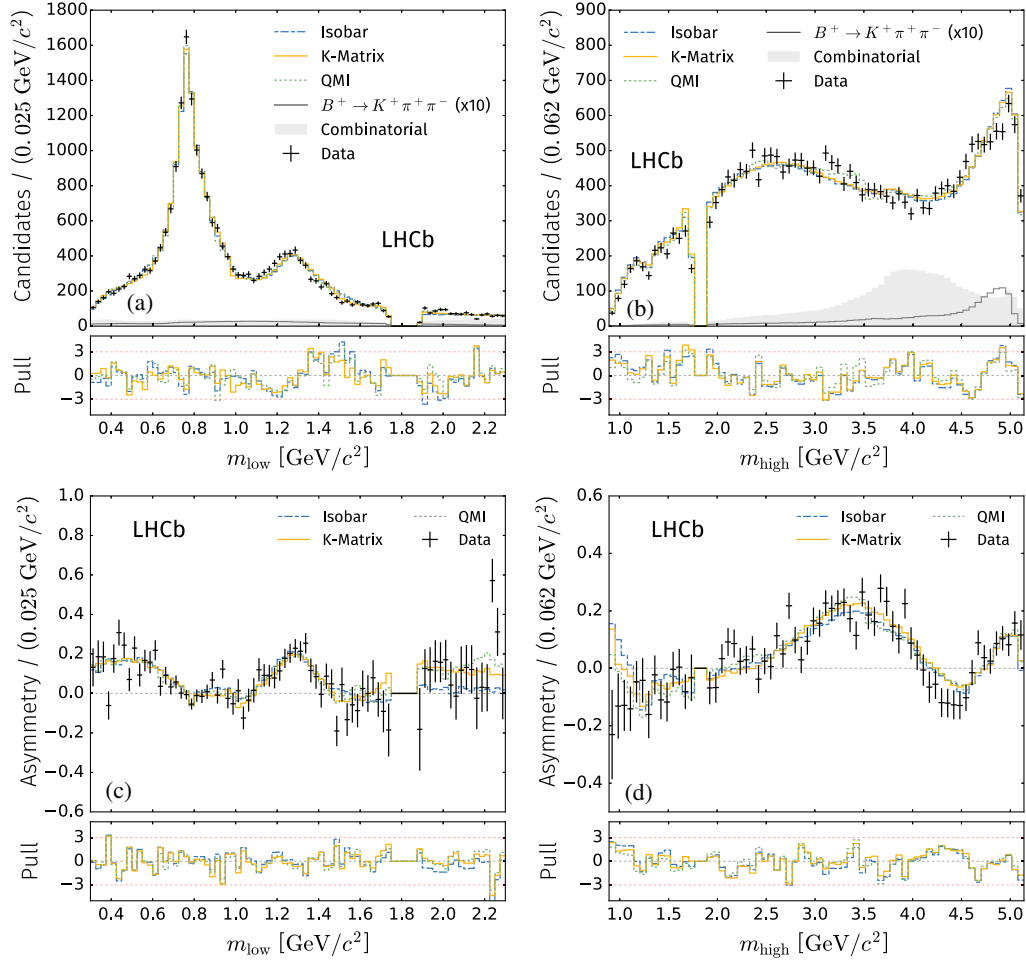 Candidates / (0.025 GeV/c²)
1800
1600
1400
1200
1000
800
600
400
200
0
(a)
Isobar
K-Matrix
QMI
B⁺ → K⁺π⁺π⁻ (x10)
Combinatorial
Data
LHCb
Pull
3
0
−3
0.4 0.6 0.8 1.0 1.2 1.4 1.6 1.8 2.0 2.2
m_low [GeV/c²]
Candidates / (0.062 GeV/c²)
900
800
700
600
500
400
300
200
100
0
(b)
Isobar
K-Matrix
QMI
B⁺ → K⁺π⁺π⁻ (x10)
Combinatorial
Data
LHCb
Pull
3
0
−3
1.0 1.5 2.0 2.5 3.0 3.5 4.0 4.5 5.0
m_high [GeV/c²]
Asymmetry / (0.025 GeV/c²)
1.0
0.8
0.6
0.4
0.2
0.0
−0.2
−0.4
−0.6
(c)
LHCb
Isobar
K-Matrix
QMI
Data
Pull
3
0
−3
0.4 0.6 0.8 1.0 1.2 1.4 1.6 1.8 2.0 2.2
m_low [GeV/c²]
Asymmetry / (0.062 GeV/c²)
0.6
0.4
0.2
0.0
−0.2
−0.4
(d)
LHCb
Isobar
K-Matrix
QMI
Data
Pull
3
0
−3
1.0 1.5 2.0 2.5 3.0 3.5 4.0 4.5 5.0
m_high [GeV/c²]